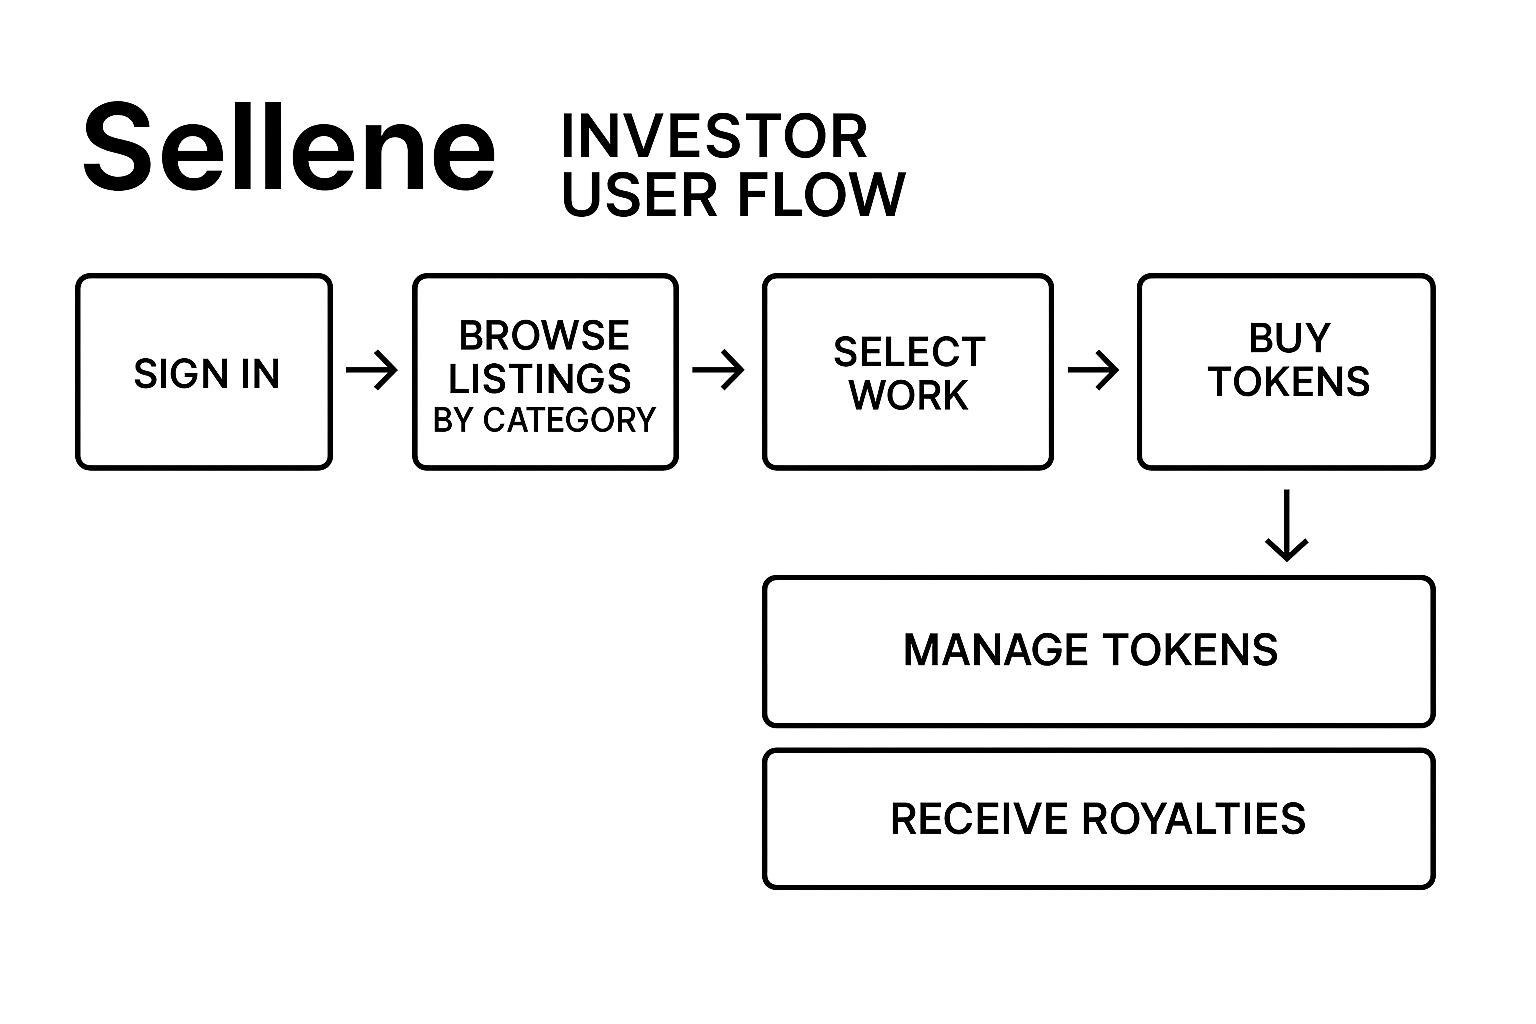 Sellene
INVESTOR
USER FLOW
SIGN IN
BROWSE
LISTINGS
BY CATEGORY
SELECT
WORK
BUY
TOKENS
MANAGE TOKENS
RECEIVE ROYALTIES